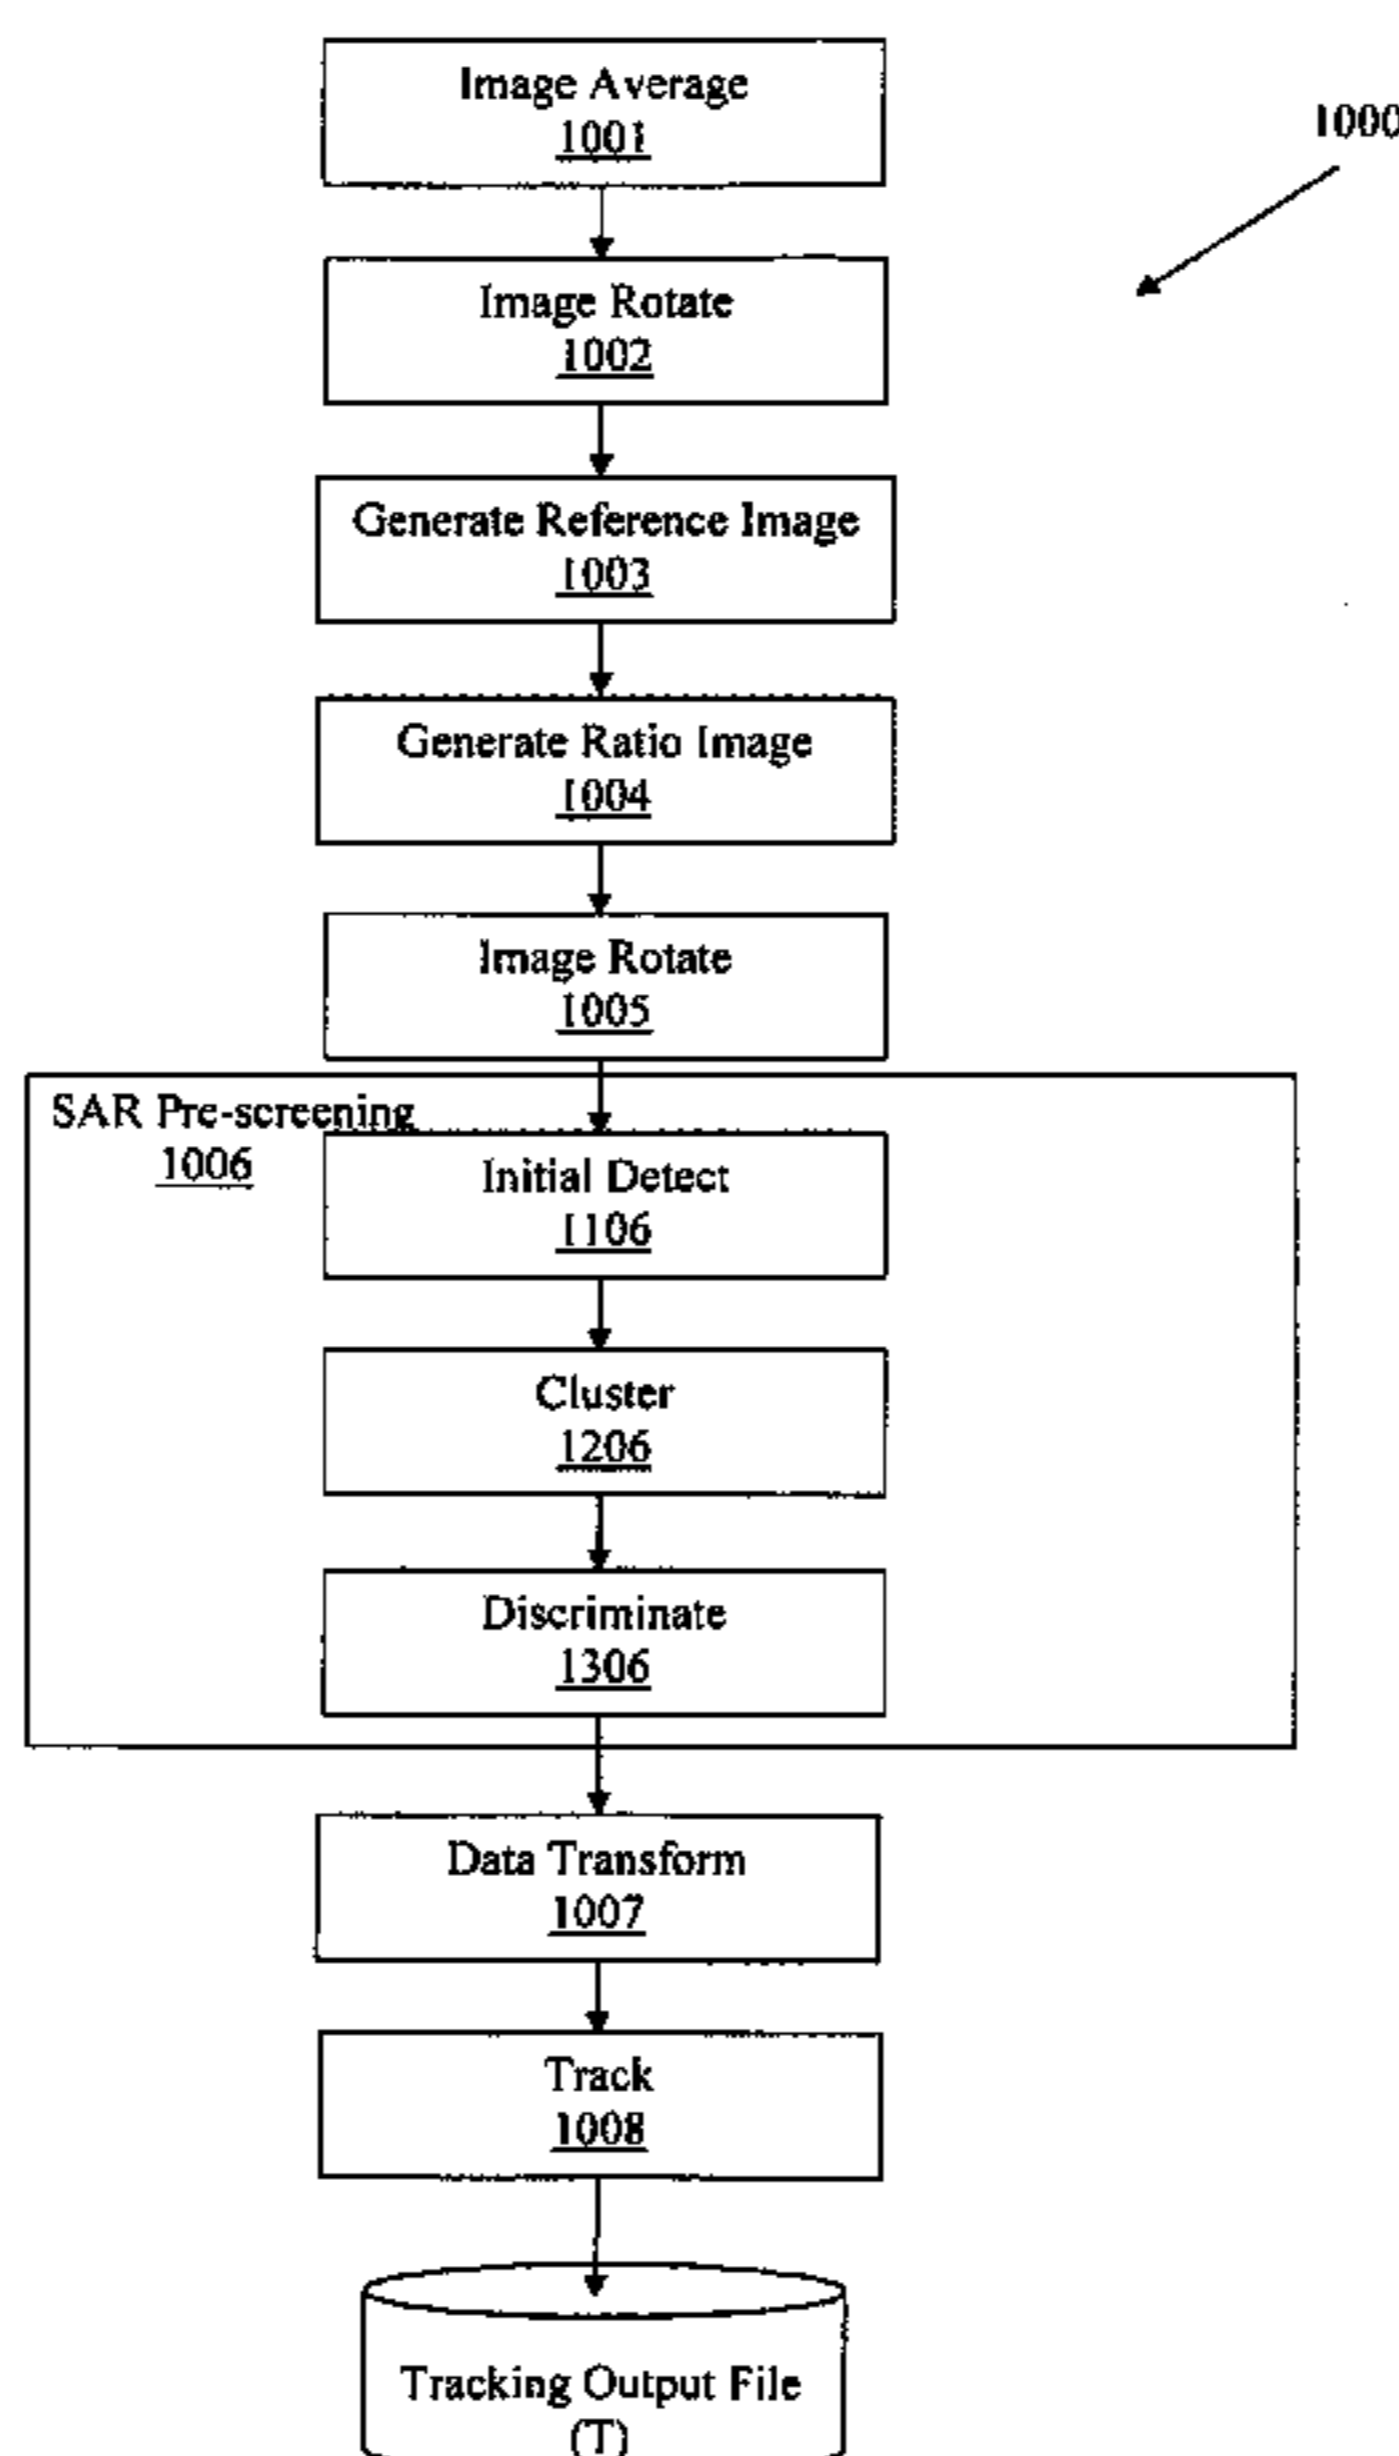 Image Average
1001
1000
Image Rotate
1002
Generate Reference Image
1003
Generate Ratio Image
1004
Image Rotate
1005
SAR Pre-screening
1006
Initial Detect
1106
Cluster
1206
Discriminate
1306
Data Transform
1007
Track
1008
Tracking Output File
(T)